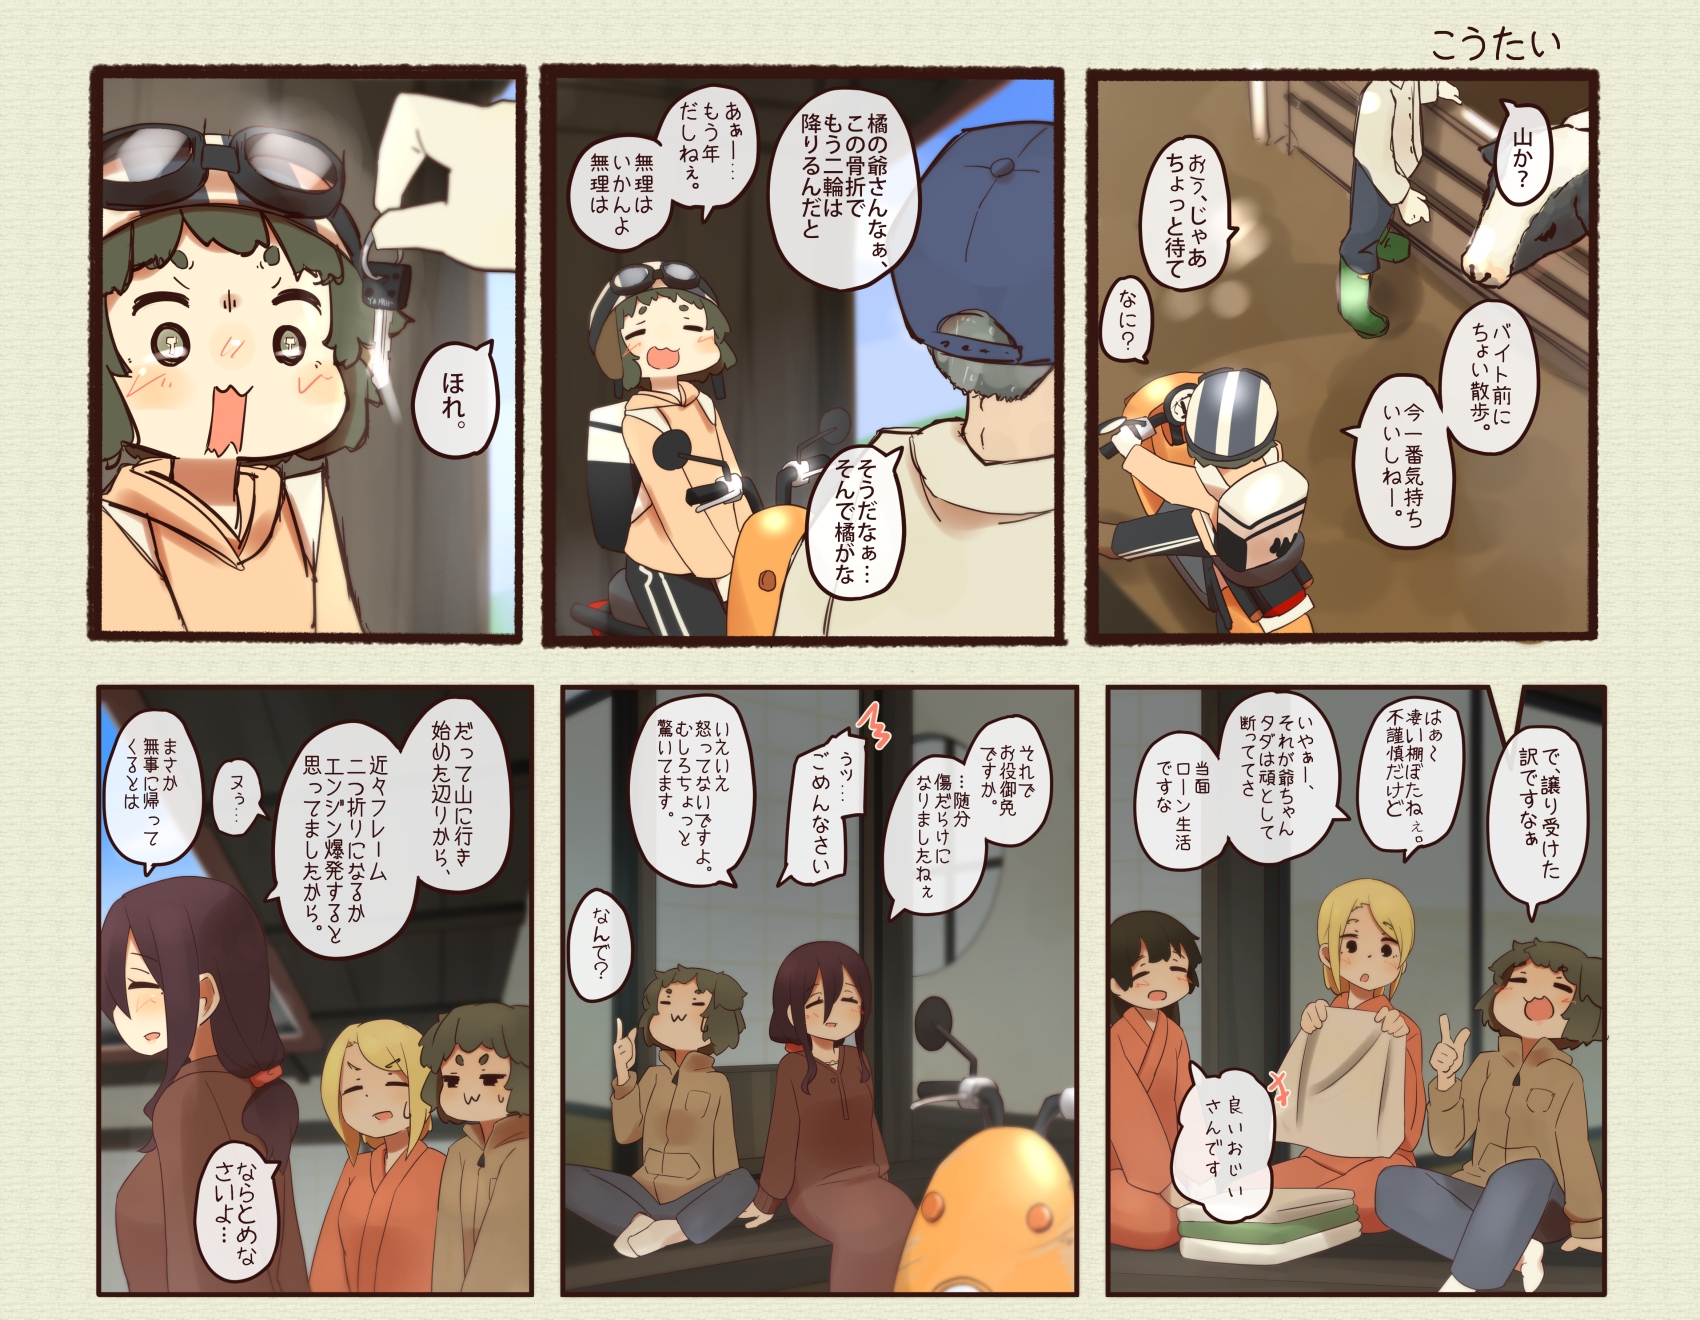 こうたい
山か?
バイト前に
ちょい散歩。
今一番気持ち
いいしねー。
おぅ、じゃあ
ちょっと待て
なに?
橘の爺さんなぁ、
この骨折で
もう二輪は
降りるんだと
あぁー…
もう年
だしねぇ。
無理は
いかんよ
無理は
そうだなぁ…
そんで橘がな
ほれ。
YAMAH
で、譲り受けた
訳ですなぁ
はぁ~
凄い棚ぼたねぇ。
不謹慎だけど
いやぁー、
それが爺ちゃん
タダは頑として
断っててさ
当面
ローン生活
ですな
良いおじい
さんです
それで
お役御免
ですか。
…随分
傷だらけに
なりましたねぇ
ぅッ…
ごめんなさい
いえいえ
怒ってないですよ。
むしろちょっと
驚いてます。
なんで?
だって山に行き
始めた辺りから、
近々フレーム
二つ折りになるか
エンジン爆発すると
思ってましたから。
ヌぅ…
まさか
無事に帰って
くるとは
ならとめな
さいよ…